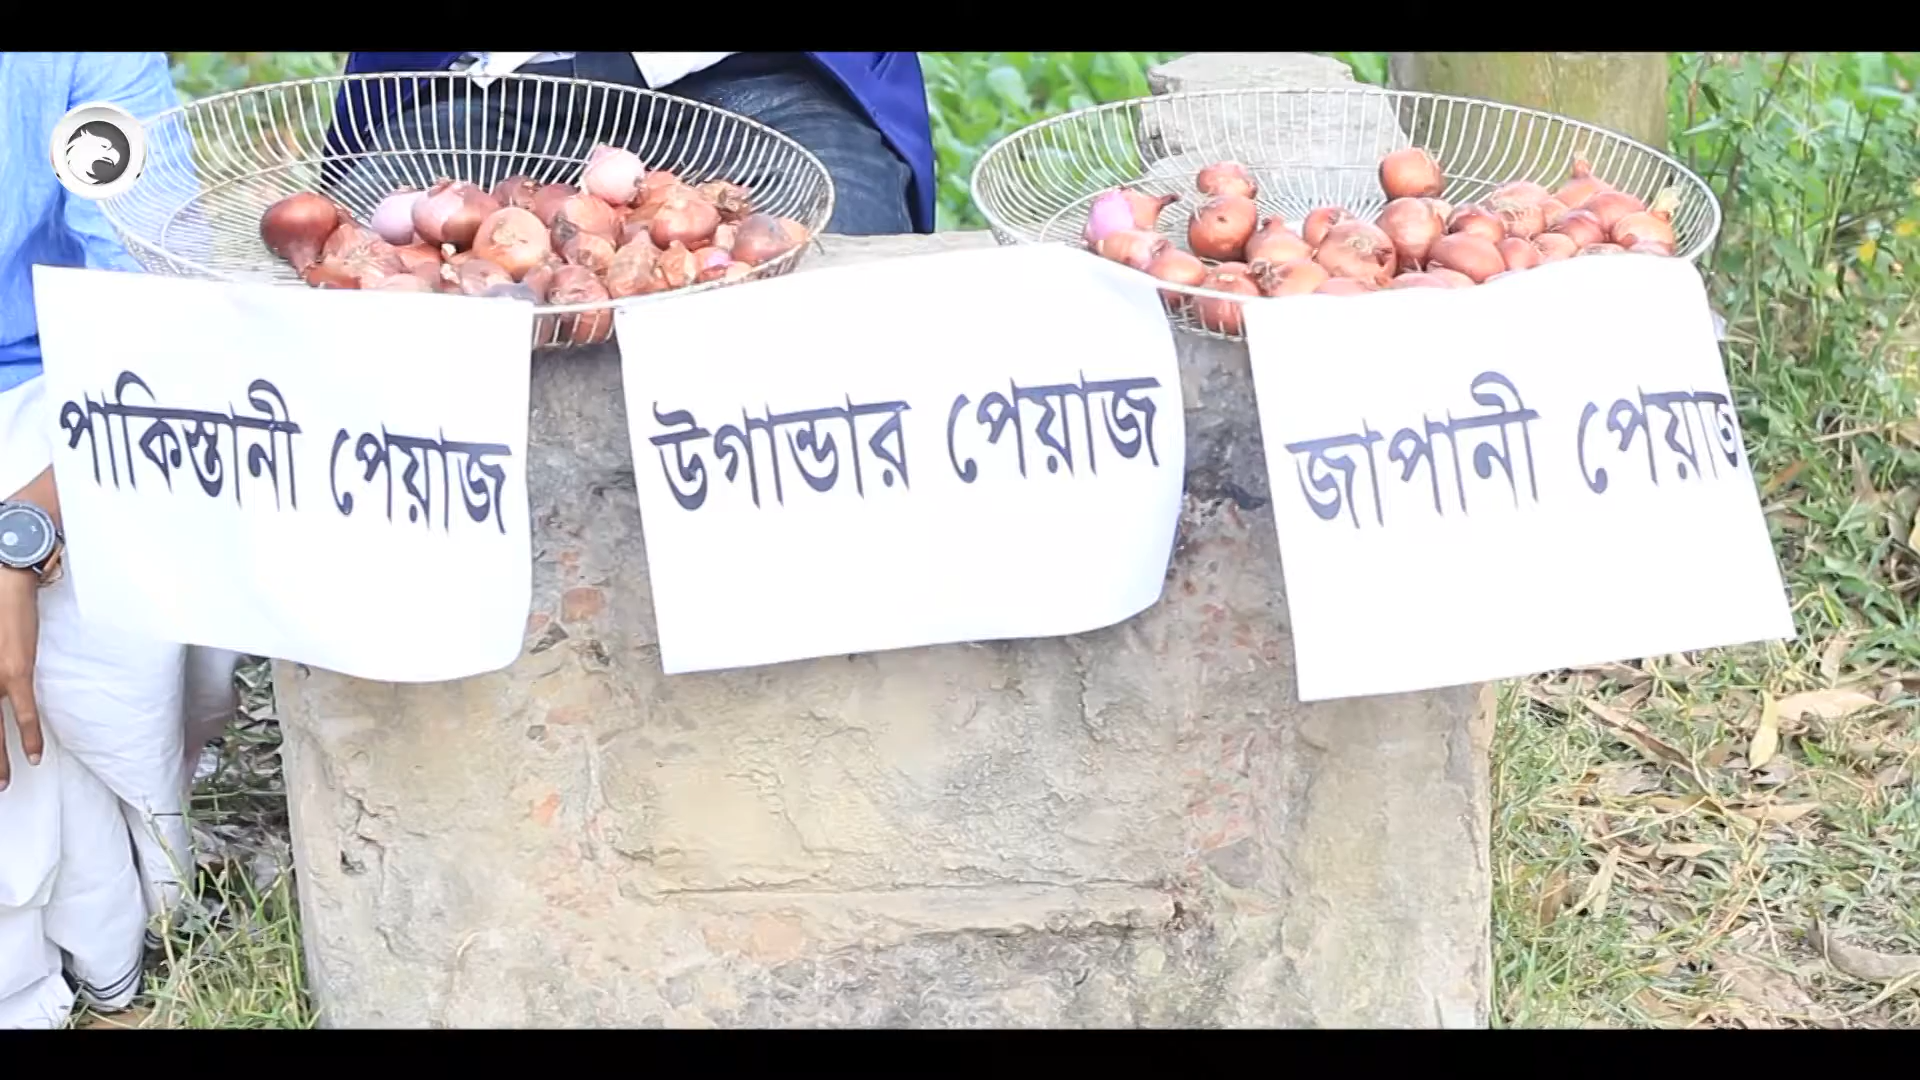 পাকিস্তানী পেয়াজ
উগান্ডার পেয়াজ
জাপানী পেয়াজ